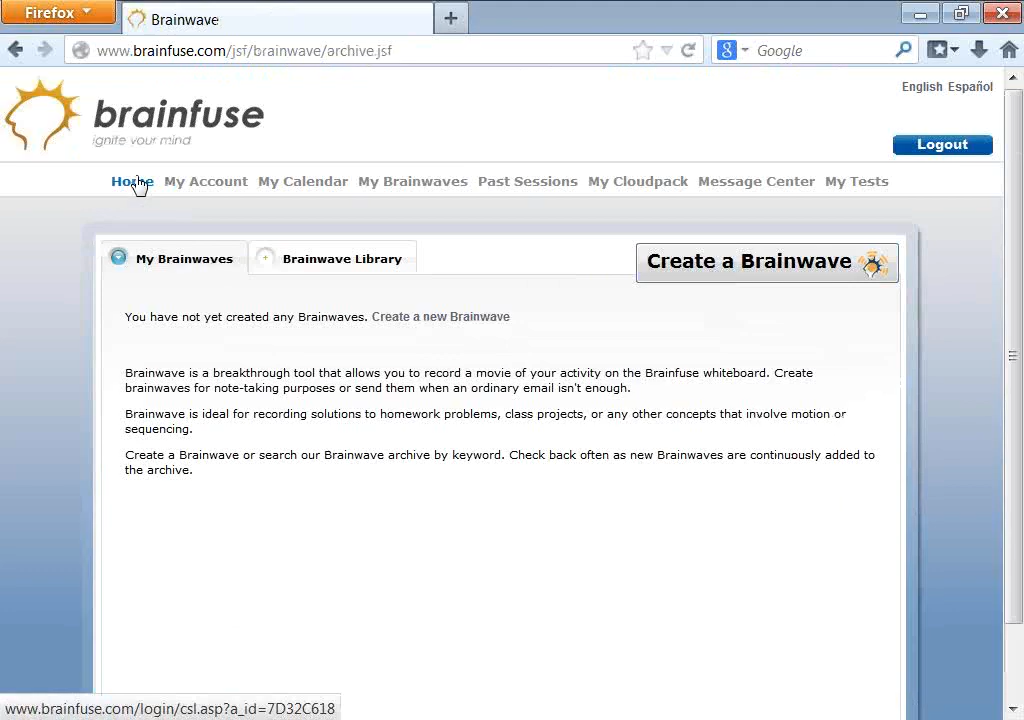 Firefox
Brainwave
www.brainfuse.com/jsf/brainwave/archive.jsf
Google
English Español
brainfuse
ignite your mind
Logout
Home My Account My Calendar My Brainwaves Past Sessions My Cloudpack Message Center My Tests
My Brainwaves
Brainwave Library
Create a Brainwave
You have not yet created any Brainwaves. Create a new Brainwave
Brainwave is a breakthrough tool that allows you to record a movie of your activity on the Brainfuse whiteboard. Create
brainwaves for note-taking purposes or send them when an ordinary email isn't enough.
Brainwave is ideal for recording solutions to homework problems, class projects, or any other concepts that involve motion or
sequencing.
Create a Brainwave or search our Brainwave archive by keyword. Check back often as new Brainwaves are continuously added to
the archive.
www.brainfuse.com/login/csl.asp?a_id=7D32C618